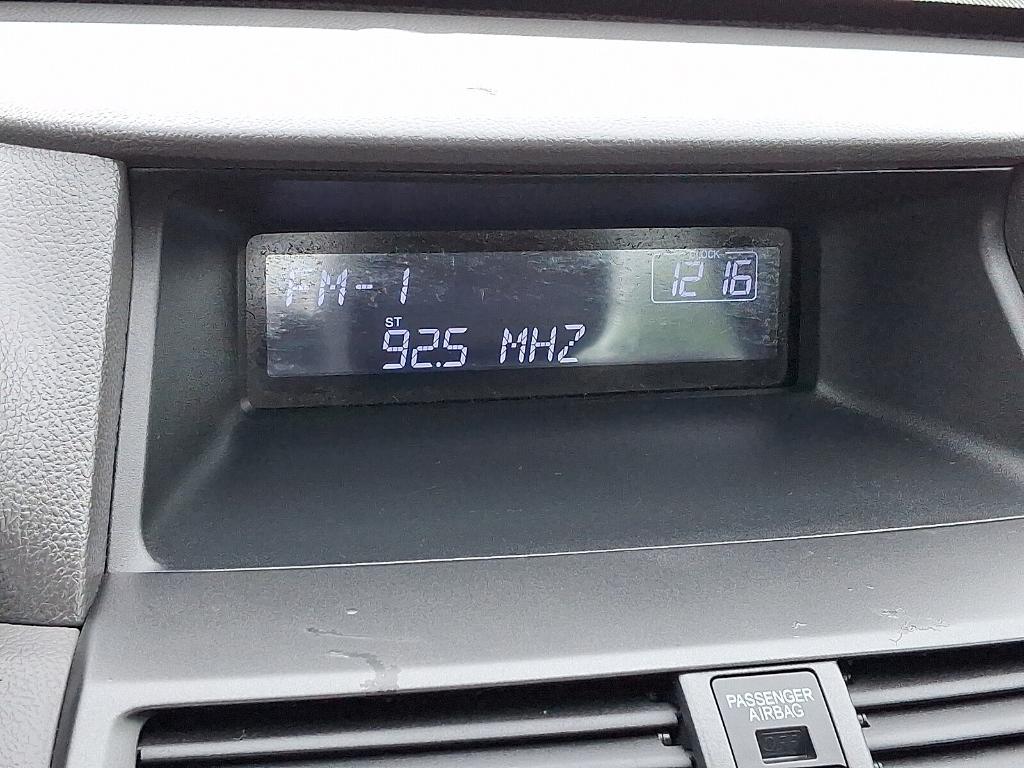 FM-1
CLOCK
12 16
ST
92.5 MHZ
PASSENGER
AIRBAG
OFF